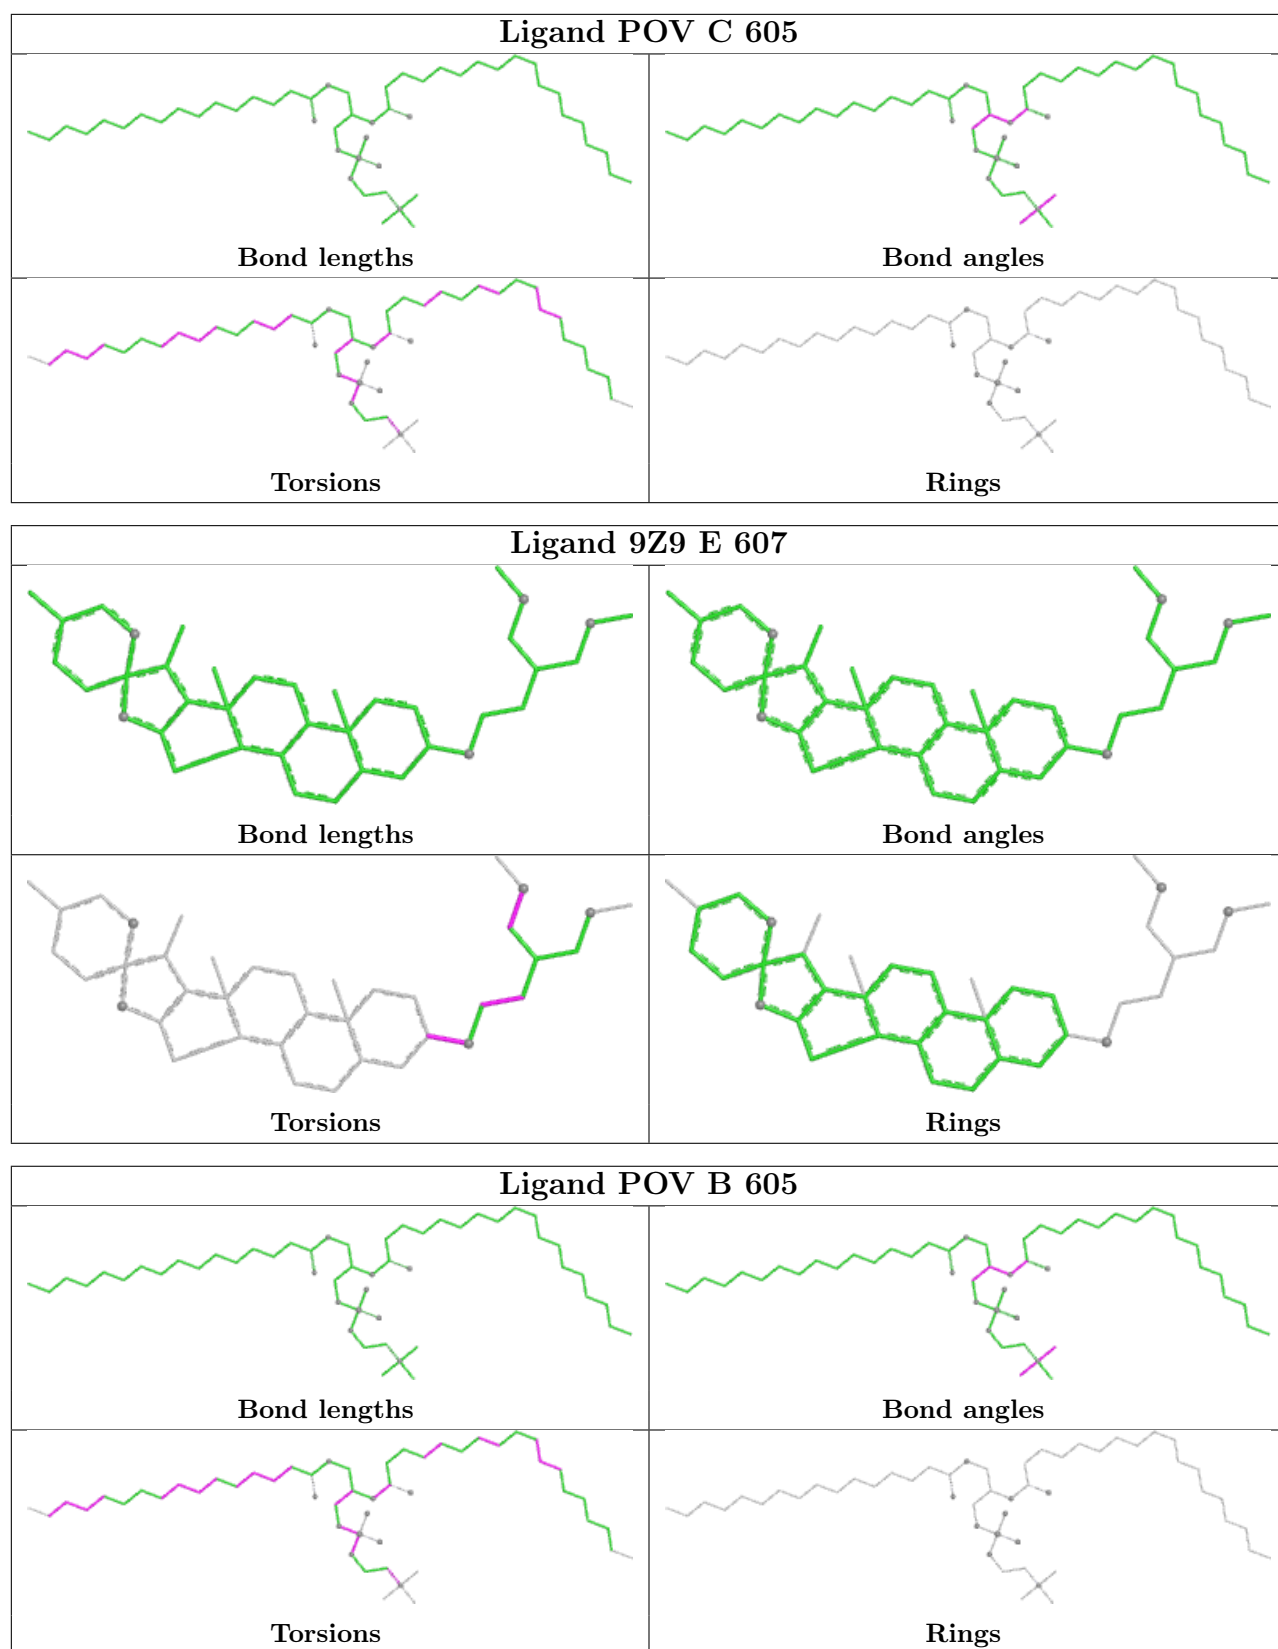 Ligand POV C 605
Bond lengths
Bond angles
Torsions
Rings
Ligand 9Z9 E 607
Bond lengths
Bond angles
Torsions
Rings
Ligand POV B 605
Bond lengths
Bond angles
Torsions
Rings